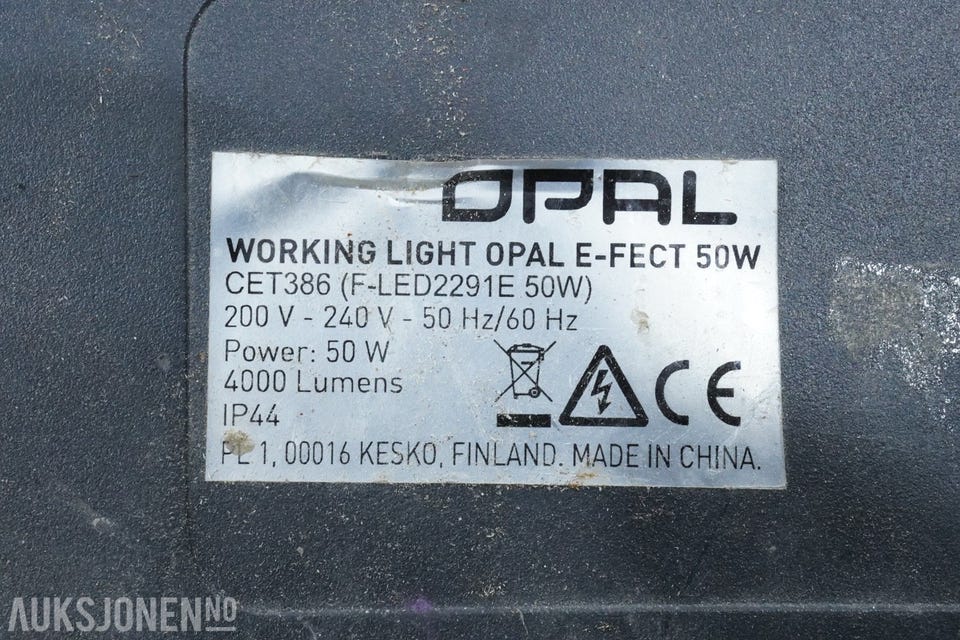 OPAL
WORKING LIGHT OPAL E-FECT 50W
CET386 (F-LED2291E 50W)
200 V - 240 V - 50 Hz/60 Hz
Power: 50 W
4000 Lumens
IP44
CE
PL 1, 00016 KESKO, FINLAND. MADE IN CHINA.
AUKSJONEN.NO